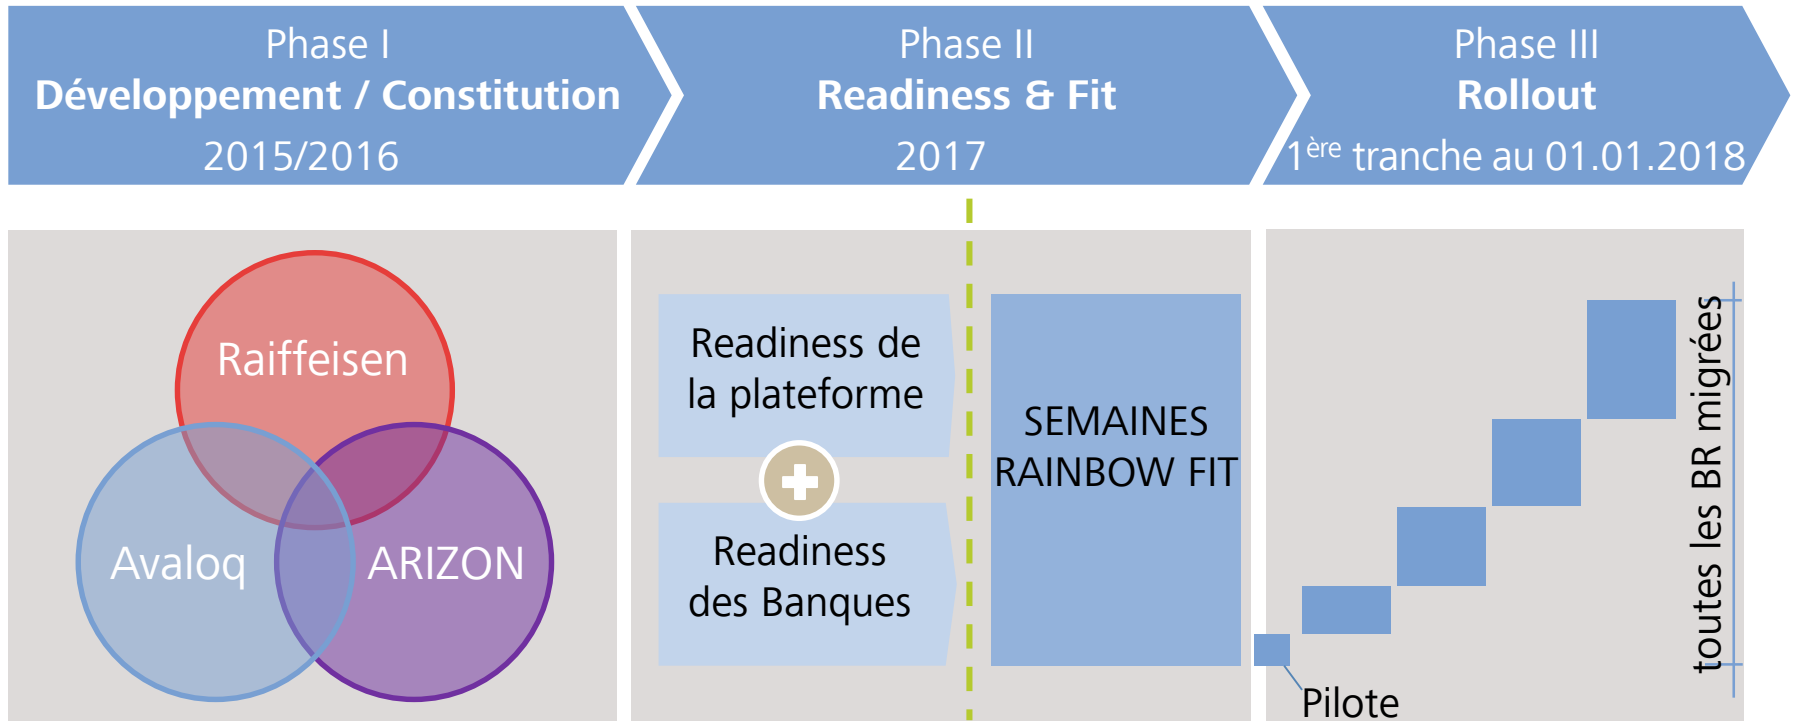 Phase I
Développement / Constitution
2015/2016
Phase II
Readiness & Fit
2017
Phase III
Rollout
1ère tranche au 01.01.2018
Raiffeisen
Avaloq
ARIZON
Readiness de
la plateforme
Readiness
des Banques
SEMAINES
RAINBOW FIT
Pilote
toutes les BR migrées